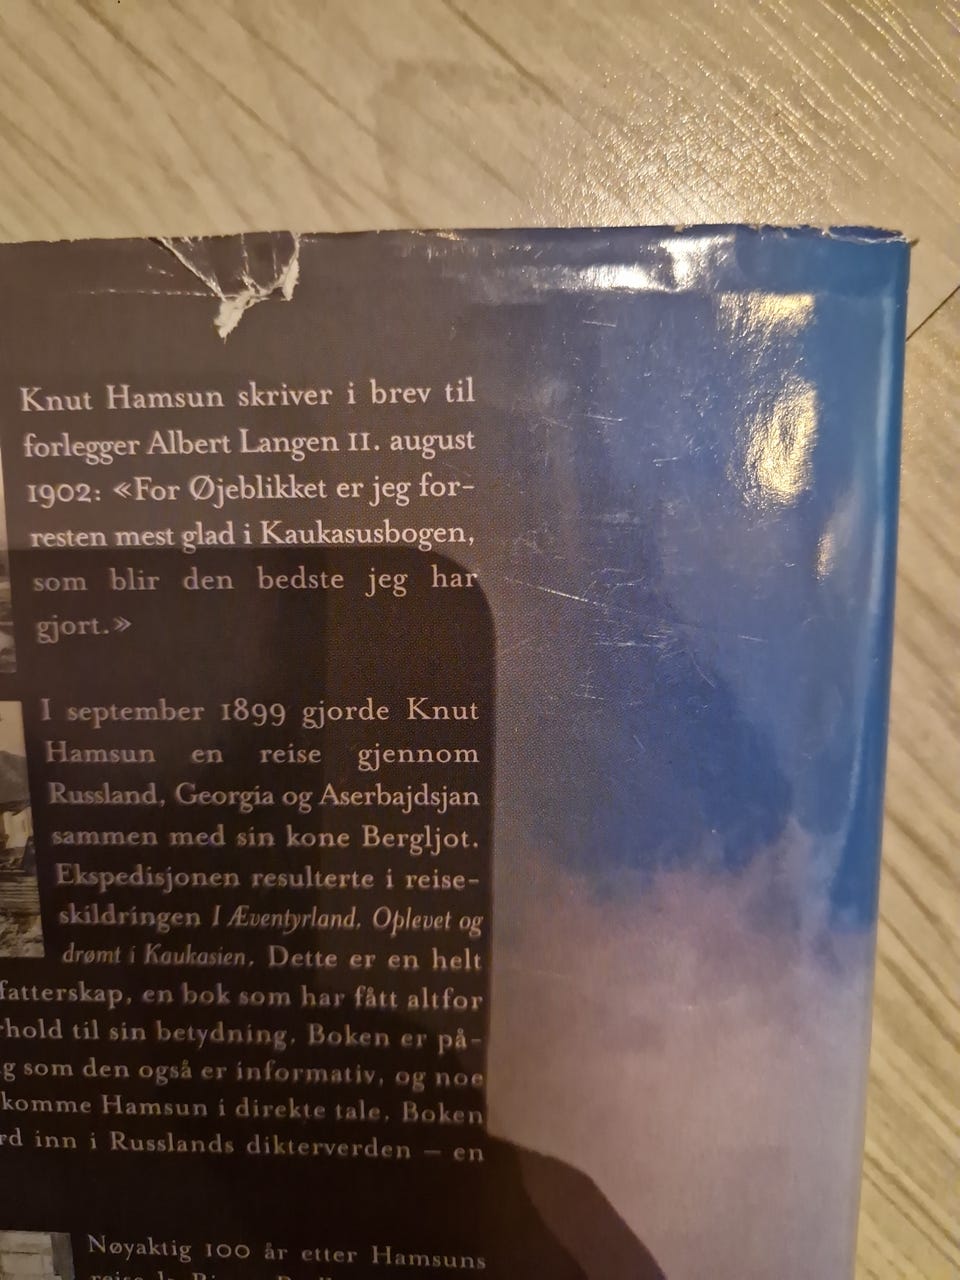 Knut Hamsun skriver i brev til
forlegger Albert Langen 11. august
1902: «For Øjeblikket er jeg for-
resten mest glad i Kaukasusbogen,
som blir den bedste jeg har
gjort.»
I september 1899 gjorde Knut
Hamsun en reise gjennom
Russland, Georgia og Aserbajdsjan
sammen med sin kone Bergljot.
Ekspedisjonen resulterte i reise-
skildringen I Æventyrland. Oplevet og
drømt i Kaukasien. Dette er en helt
fatterskap, en bok som har fått altfor
hold til sin betydning. Boken er på-
g som den også er informativ, og noe
komme Hamsun i direkte tale. Boken
rd inn i Russlands dikterverden – en
Nøyaktig 100 år etter Hamsuns